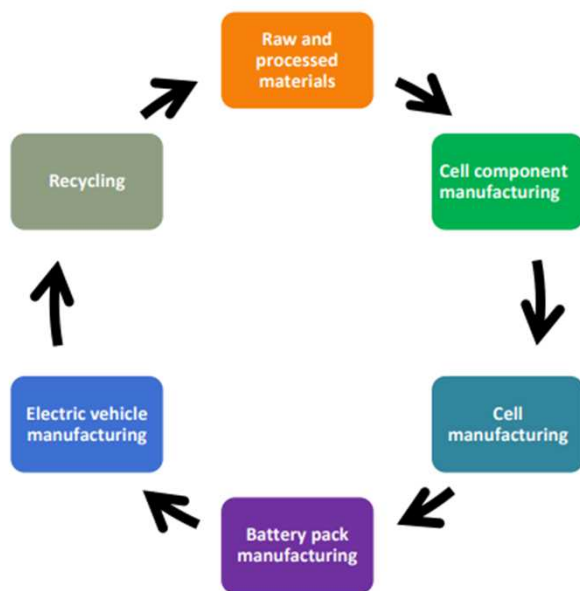 Raw and
processed
materials
Cell component
manufacturing
Cell
manufacturing
Battery pack
manufacturing
Electric vehicle
manufacturing
Recycling